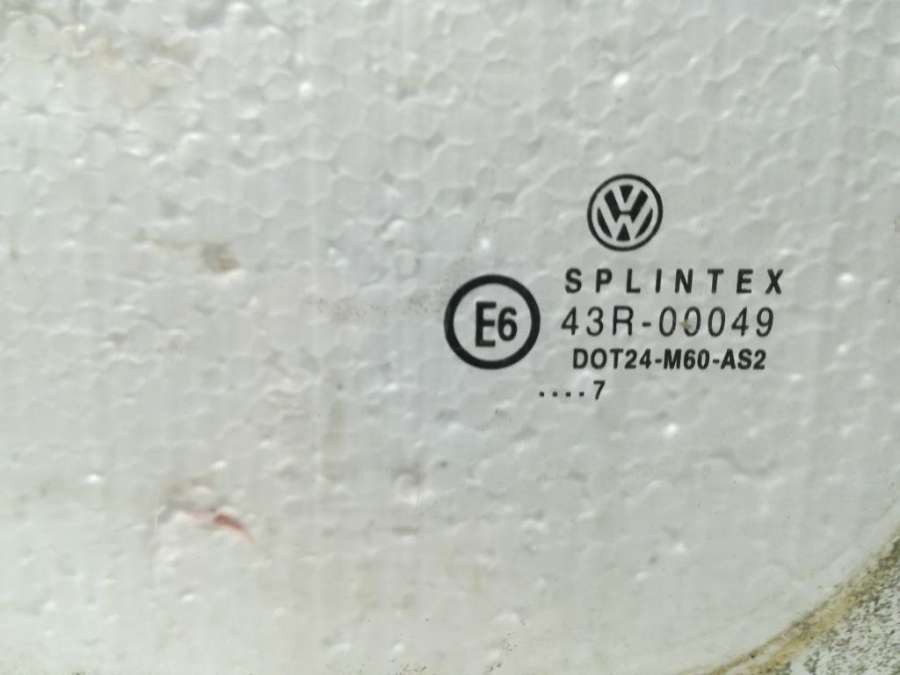 SPLINTEX
E6
43R-00049
DOT24-M60-AS2
....7